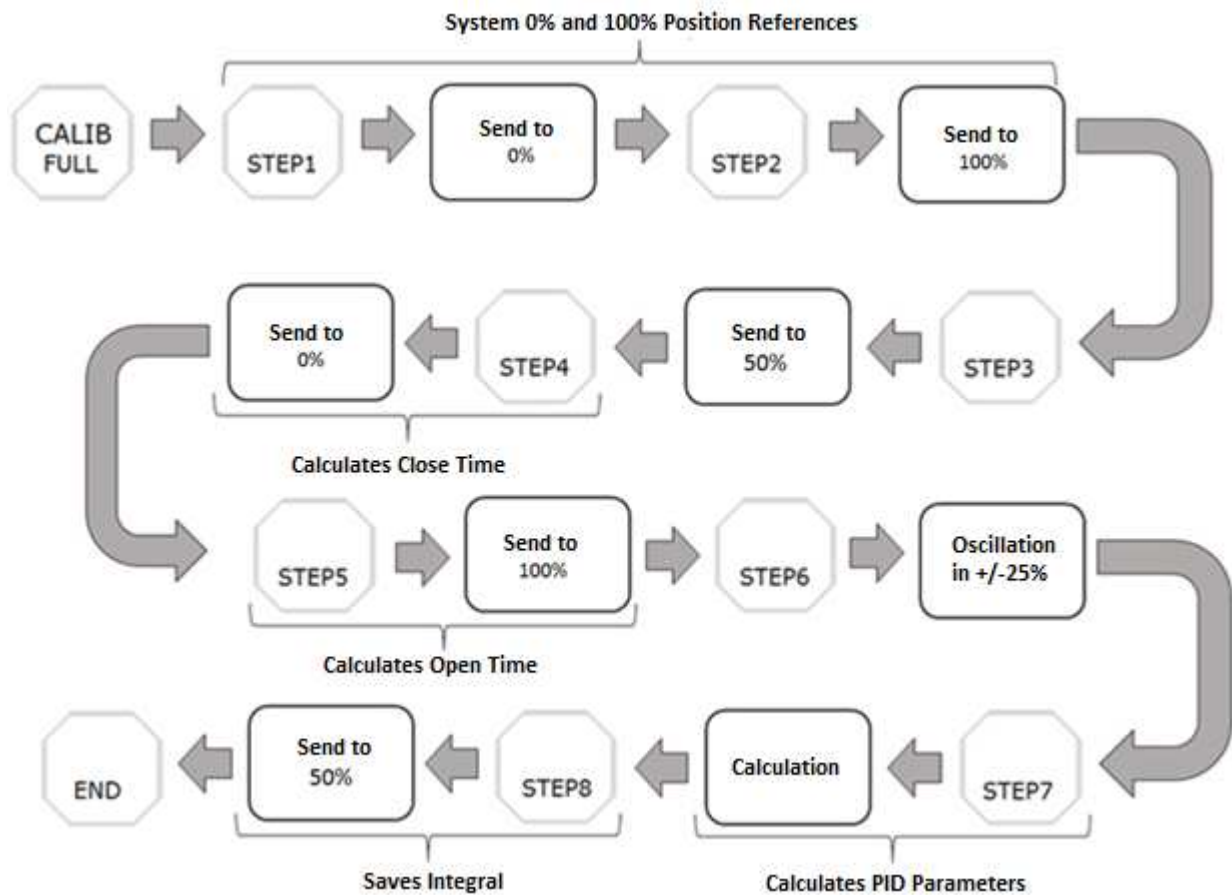 System 0% and 100% Position References
CALIB
FULL
STEP1
Send to
0%
STEP2
Send to
100%
STEP3
Send to
50%
STEP4
Send to
0%
Calculates Close Time
STEP5
Send to
100%
STEP6
Oscillation
in +/-25%
Calculates Open Time
STEP7
Calculation
STEP8
Send to
50%
END
Calculates PID Parameters
Saves Integral